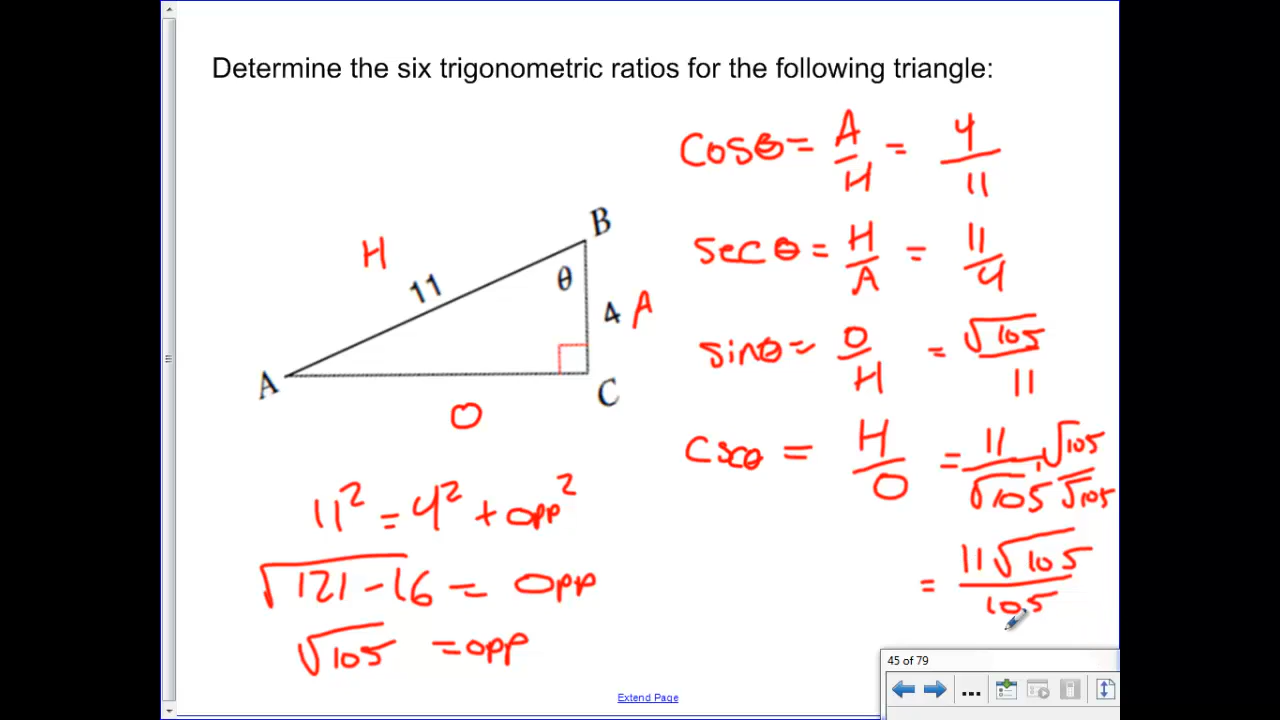 Determine the six trigonometric ratios for the following triangle:
cosθ = A/H = 4/11
secθ = H/A = 11/4
sinθ = O/H = √105/11
cscθ = H/O = 11/√105 · √105/√105
= 11√105/105
B
H
11
θ
4 A
A
C
O
11² = 4² + opp²
√121-16 = opp
√105 = opp
Extend Page
45 of 79
...